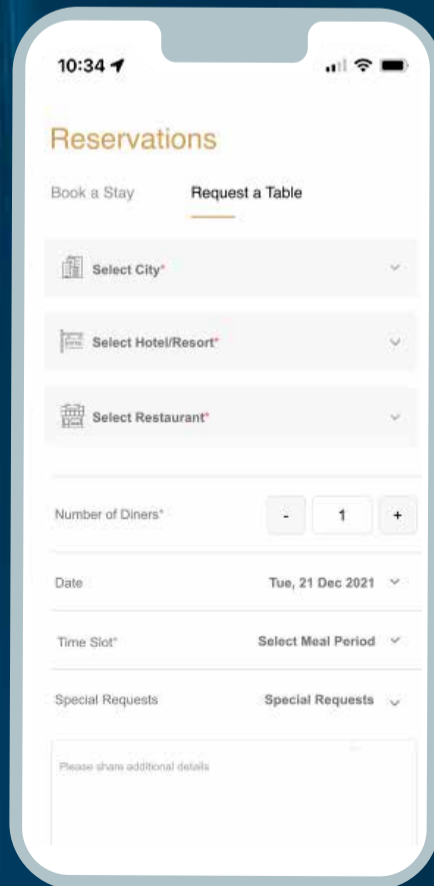 10:34
Reservations
Book a Stay Request a Table
Select City*
Select Hotel/Resort*
Select Restaurant*
Number of Diners* - 1 +
Date Tue, 21 Dec 2021
Time Slot* Select Meal Period
Special Requests Special Requests
Please share additional details